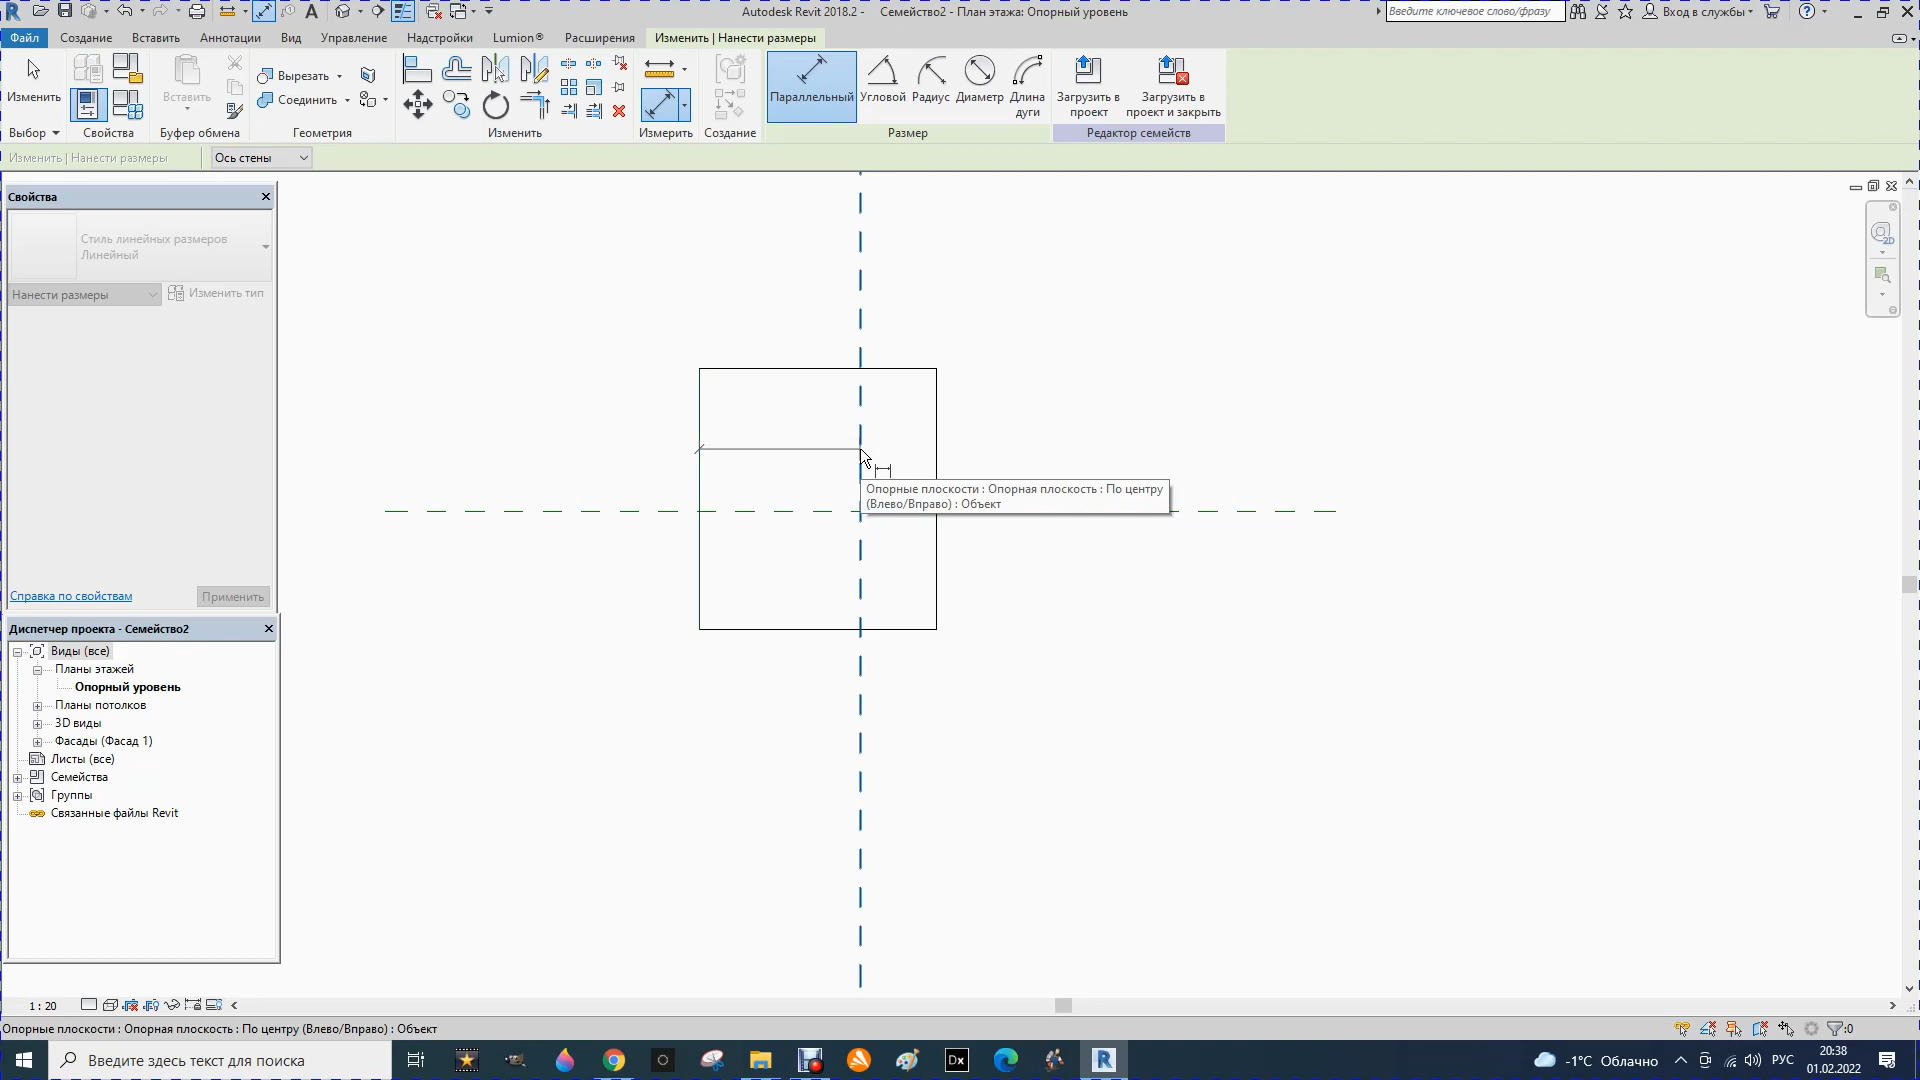 Autodesk Revit 2018.2 - Семейство2 - План этажа: Опорный уровень
Введите ключевое слово/фразу
Вход в службы
Файл
Создание
Вставить
Аннотации
Вид
Управление
Надстройки
Lumion®
Расширения
Изменить | Нанести размеры
Изменить
Вставить
Вырезать
Соединить
Параллельный
Угловой
Радиус
Диаметр
Длина
дуги
Загрузить в
проект
Загрузить в
проект и закрыть
Выбор
Свойства
Буфер обмена
Геометрия
Изменить
Измерить
Создание
Размер
Редактор семейств
Изменить | Нанести размеры
Ось стены
Свойства
Стиль линейных размеров
Линейный
Нанести размеры
Изменить тип
2D
Опорные плоскости : Опорная плоскость : По центру
(Влево/Вправо) : Объект
Справка по свойствам
Применить
Диспетчер проекта - Семейство2
Виды (все)
Планы этажей
Опорный уровень
Планы потолков
3D виды
Фасады (Фасад 1)
Листы (все)
Семейства
Группы
Связанные файлы Revit
1 : 20
Опорные плоскости : Опорная плоскость : По центру (Влево/Вправо) : Объект
:0
Введите здесь текст для поиска
Dx
-1°C Облачно
РУС
20:38
01.02.2022